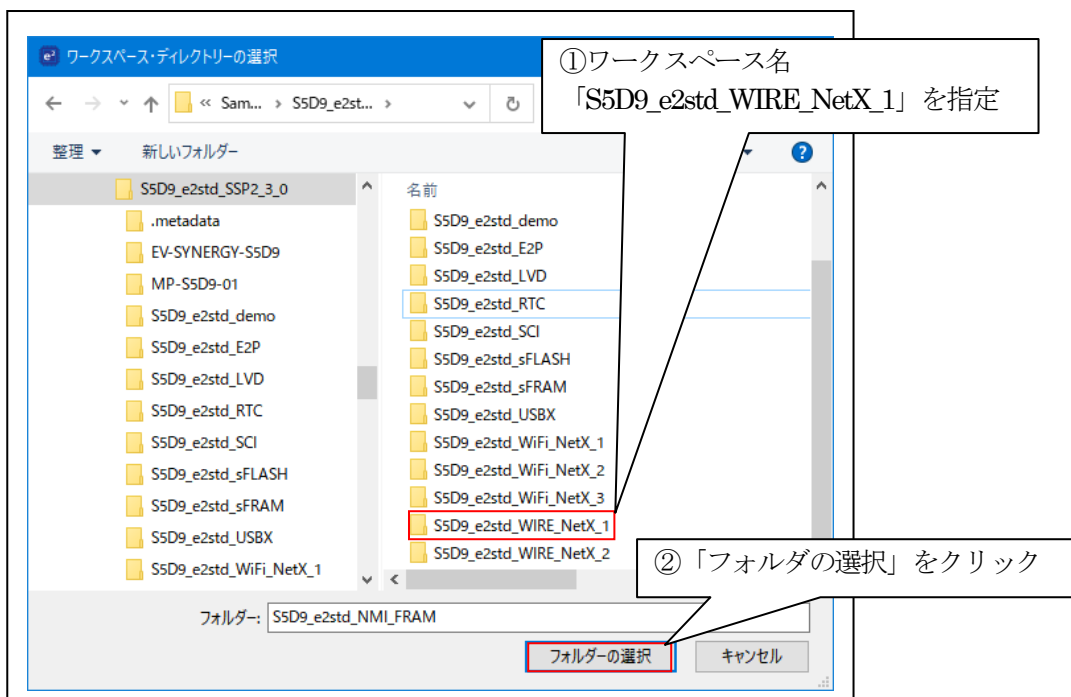 ワークスペース・ディレクトリーの選択
①ワークスペース名
「S5D9_e2std_WIRE_NetX_1」を指定
« Sam... › S5D9_e2st... ›
整理 新しいフォルダー
S5D9_e2std_SSP2_3_0
.metadata
EV-SYNERGY-S5D9
MP-S5D9-01
S5D9_e2std_demo
S5D9_e2std_E2P
S5D9_e2std_LVD
S5D9_e2std_RTC
S5D9_e2std_SCI
S5D9_e2std_sFLASH
S5D9_e2std_sFRAM
S5D9_e2std_USBX
S5D9_e2std_WiFi_NetX_1
名前
S5D9_e2std_demo
S5D9_e2std_E2P
S5D9_e2std_LVD
S5D9_e2std_RTC
S5D9_e2std_SCI
S5D9_e2std_sFLASH
S5D9_e2std_sFRAM
S5D9_e2std_USBX
S5D9_e2std_WiFi_NetX_1
S5D9_e2std_WiFi_NetX_2
S5D9_e2std_WiFi_NetX_3
S5D9_e2std_WIRE_NetX_1
S5D9_e2std_WIRE_NetX_2
②「フォルダの選択」をクリック
フォルダー: S5D9_e2std_NMI_FRAM
フォルダーの選択 キャンセル